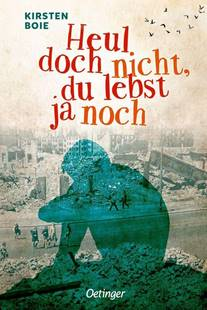 KIRSTEN
BOIE
Heul
doch nicht,
du lebst
ja noch
Oetinger